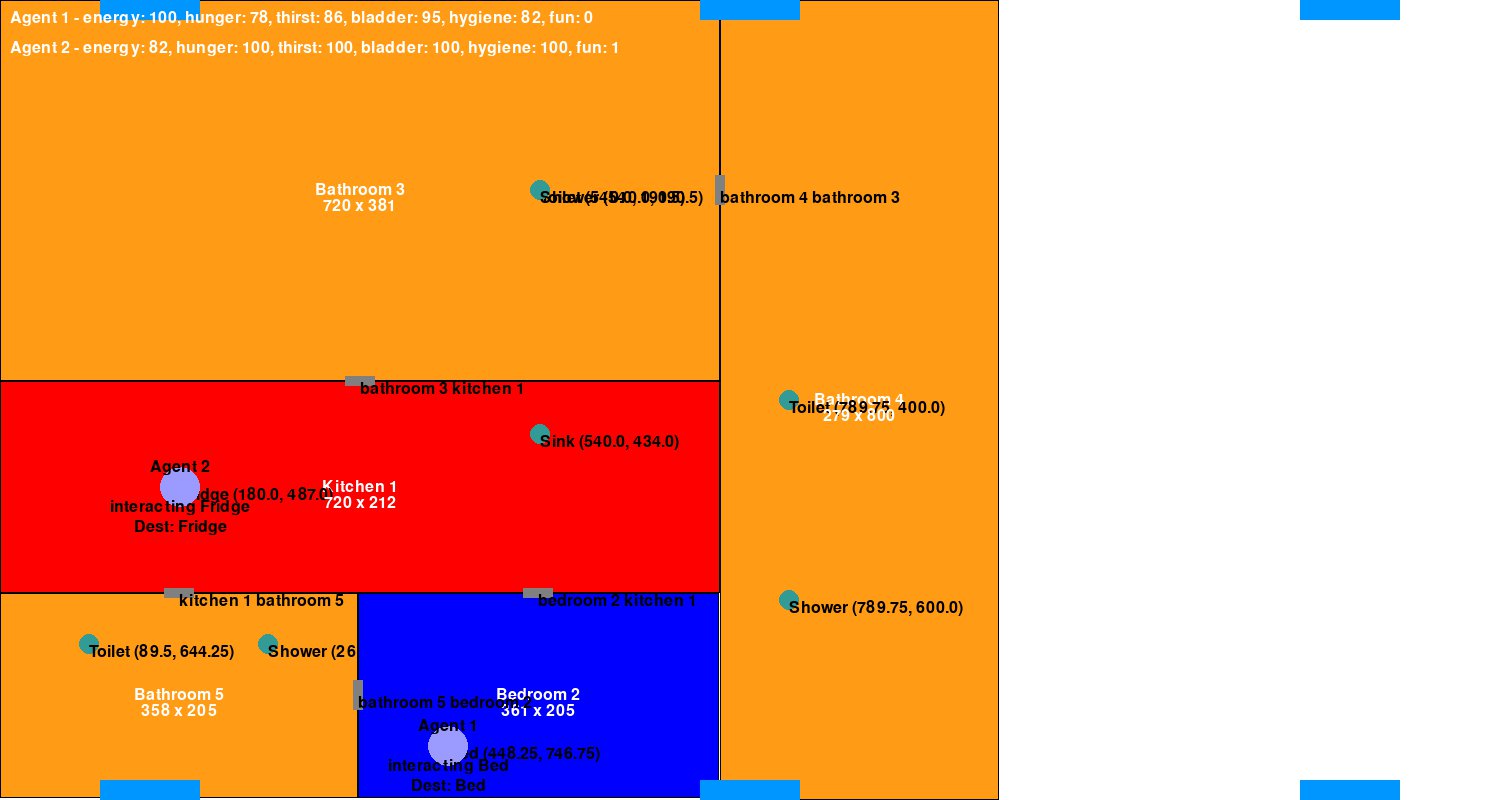 Agent 1 - energy: 100, hunger: 78, thirst: 86, bladder: 95, hygiene: 82, fun: 0
Agent 2 - energy: 82, hunger: 100, thirst: 100, bladder: 100, hygiene: 100, fun: 1
Bathroom 3
720 x 381
bathroom 4 bathroom 3
bathroom 3 kitchen 1
Toilet (789.75, 400.0)
Bathroom 4
279 x 800
Sink (540.0, 434.0)
Agent 2
(180.0, 487.0)
Kitchen 1
720 x 212
interacting Fridge
Dest: Fridge
kitchen 1 bathroom 5
bedroom 2 kitchen 1
Shower (789.75, 600.0)
Toilet (89.5, 644.25)
Shower (26
Bathroom 5
358 x 205
Bedroom 2
361 x 205
bathroom 5 bedroom 2
Agent 1
(448.25, 746.75)
interacting Bed
Dest: Bed